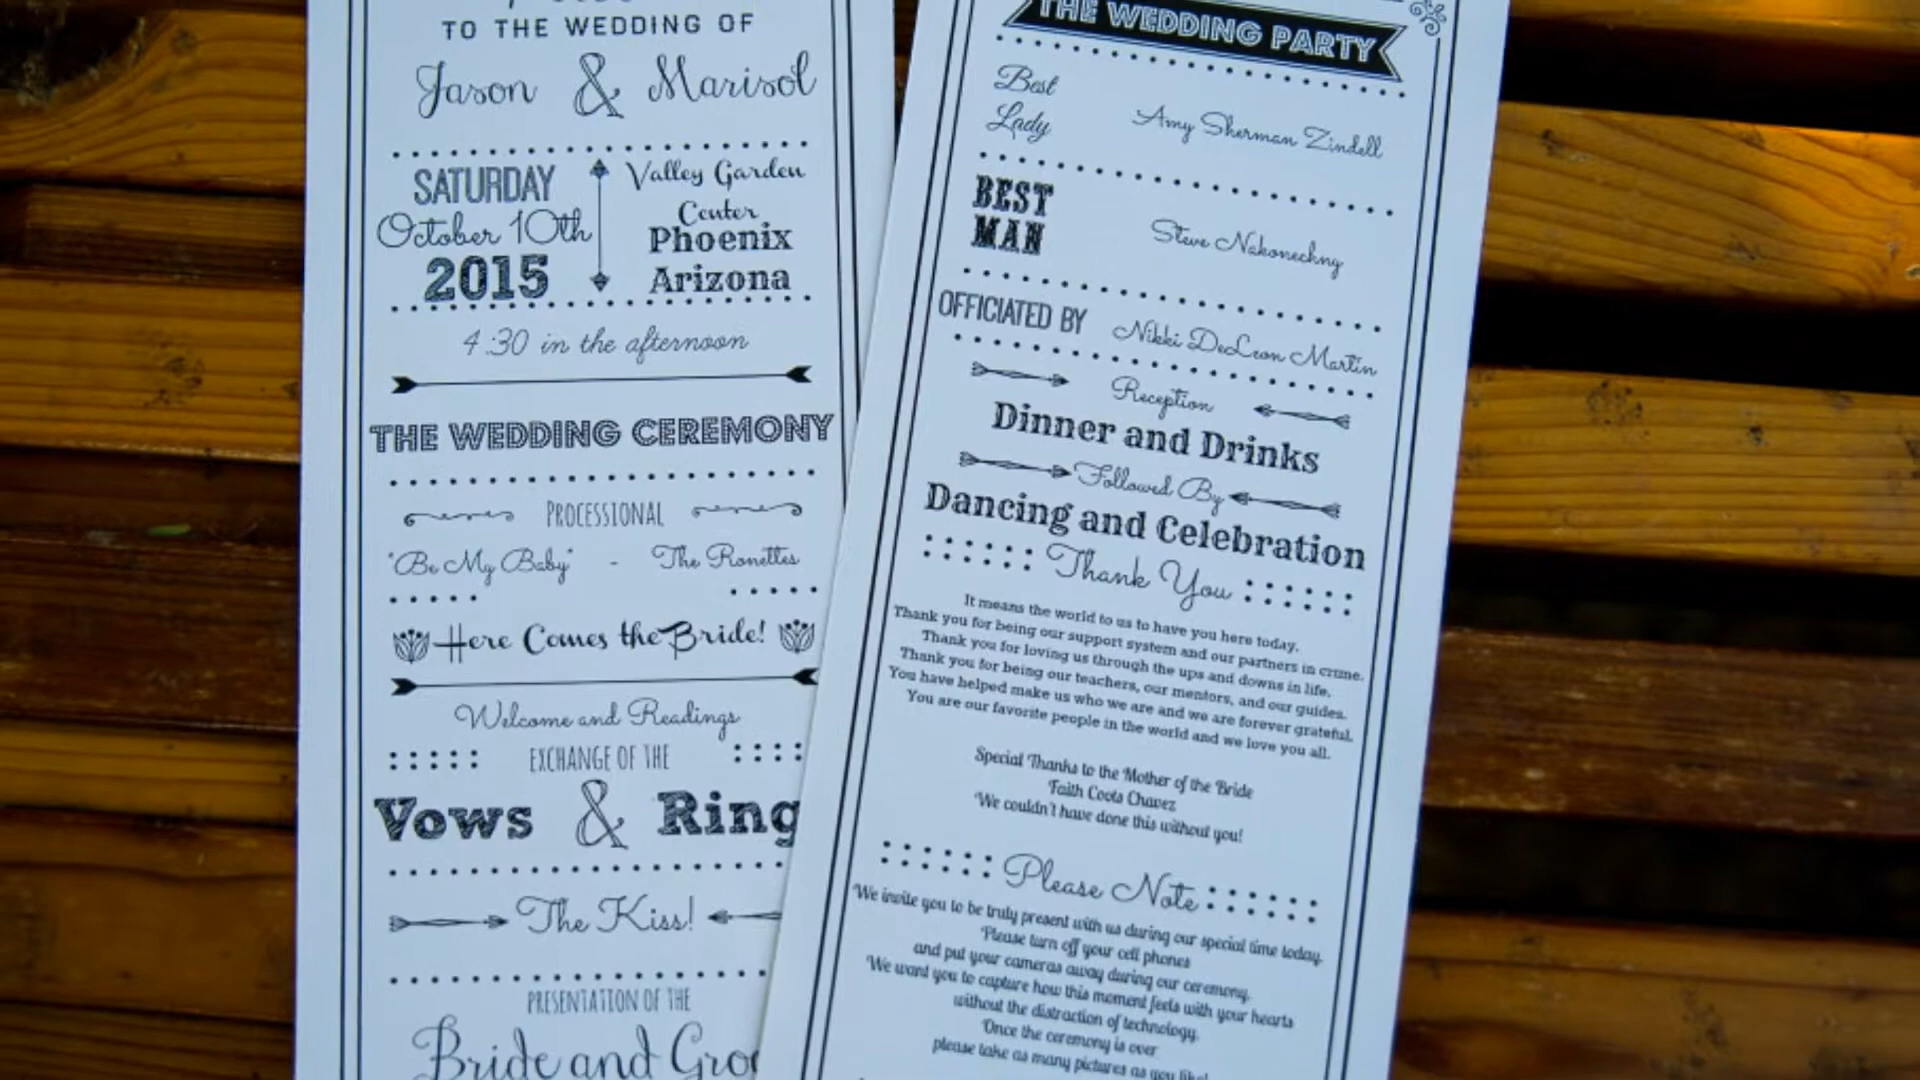 TO THE WEDDING OF
Jason & Marisol
SATURDAY
October 10th
2015
Valley Garden
Center
Phoenix
Arizona
4:30 in the afternoon
THE WEDDING CEREMONY
PROCESSIONAL
"Be My Baby" - The Ronettes
Here Comes the Bride!
Welcome and Readings
EXCHANGE OF THE
Vows & Ring
The Kiss!
PRESENTATION OF THE
Bride and Groo
THE WEDDING PARTY
Best
Lady
Amy Sherman Zindell
BEST
MAN
Steve Nakonechny
OFFICIATED BY Nikki DeLeon Martin
Reception
Dinner and Drinks
Followed By
Dancing and Celebration
Thank You
It means the world to us to have you here today.
Thank you for being our support system and our partners in crime.
Thank you for loving us through the ups and downs in life.
Thank you for being our teachers, our mentors, and our guides.
You have helped make us who we are and we are forever grateful.
You are our favorite people in the world and we love you all.
Special Thanks to the Mother of the Bride
Faith Coots Chavez
We couldn't have done this without you!
Please Note
We invite you to be truly present with us during our special time today.
Please turn off your cell phones
and put your cameras away during our ceremony.
We want you to capture how this moment feels with your hearts
without the distraction of technology.
Once the ceremony is over
please take as many pictures as you like!